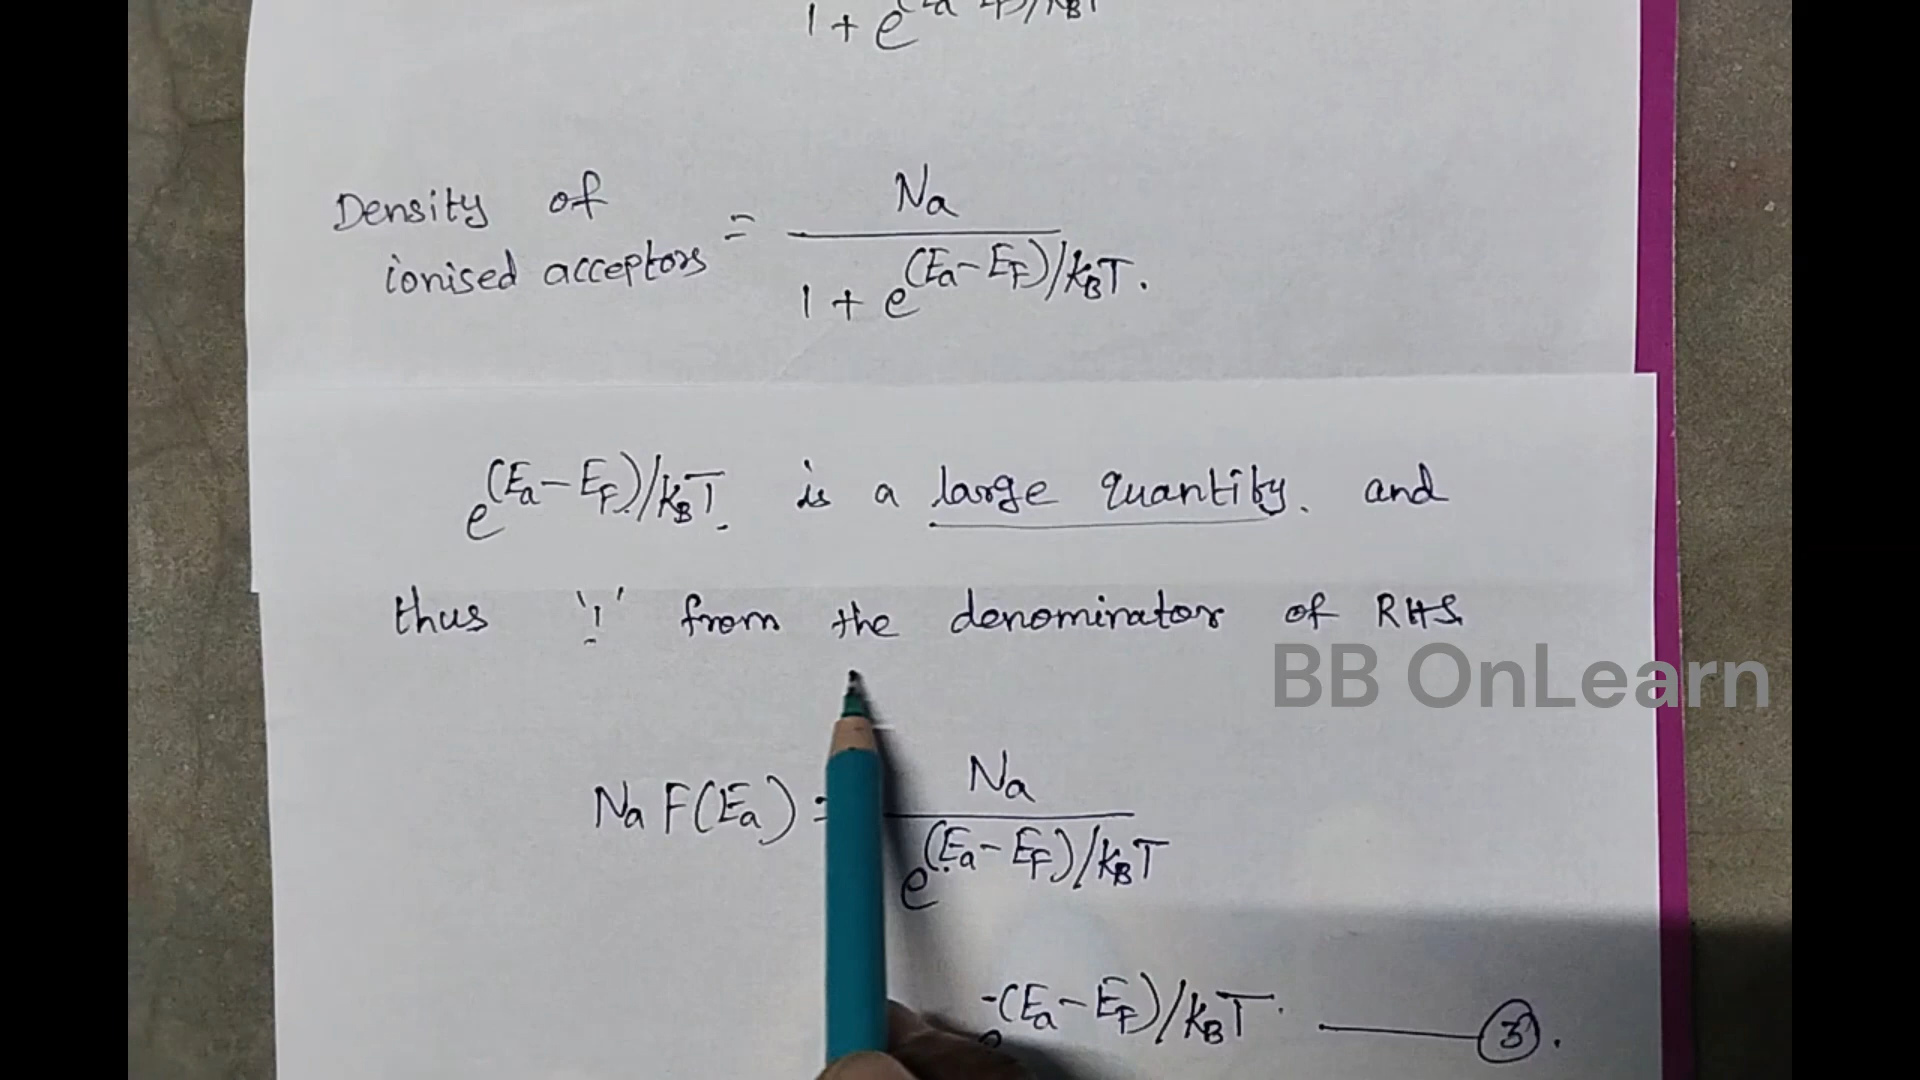 1 + e
Density of
ionised acceptors = Na / 1 + e^(Ea - EF)/kBT.
e^(Ea - EF)/kBT is a large quantity. and
thus '1' from the denominator of RHS
BB OnLearn
Na F(Ea) = Na / e^(Ea - EF)/kBT
e^-(Ea - EF)/kBT. ③.